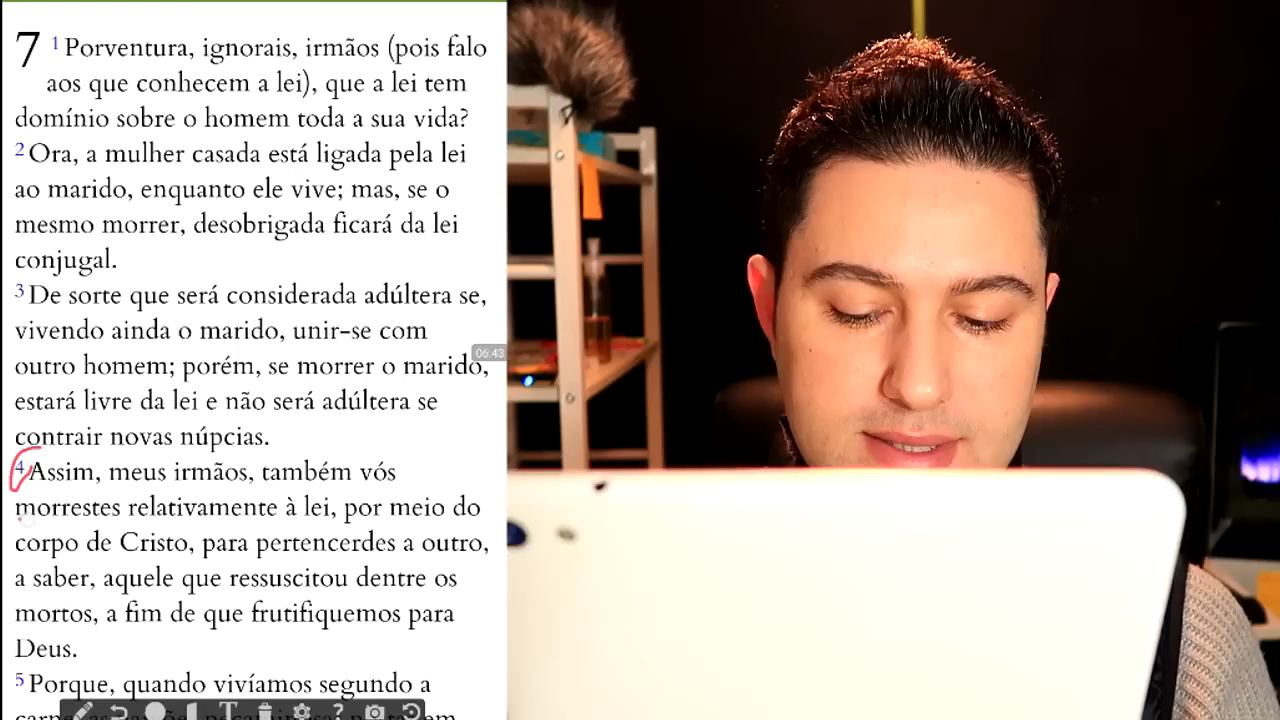 7 1 Porventura, ignorais, irmãos (pois falo
aos que conhecem a lei), que a lei tem
domínio sobre o homem toda a sua vida?
2 Ora, a mulher casada está ligada pela lei
ao marido, enquanto ele vive; mas, se o
mesmo morrer, desobrigada ficará da lei
conjugal.
3 De sorte que será considerada adúltera se,
vivendo ainda o marido, unir-se com
06:43
outro homem; porém, se morrer o marido,
estará livre da lei e não será adúltera se
contrair novas núpcias.
4 Assim, meus irmãos, também vós
morrestes relativamente à lei, por meio do
corpo de Cristo, para pertencerdes a outro,
a saber, aquele que ressuscitou dentre os
mortos, a fim de que frutifiquemos para
Deus.
5 Porque, quando vivíamos segundo a